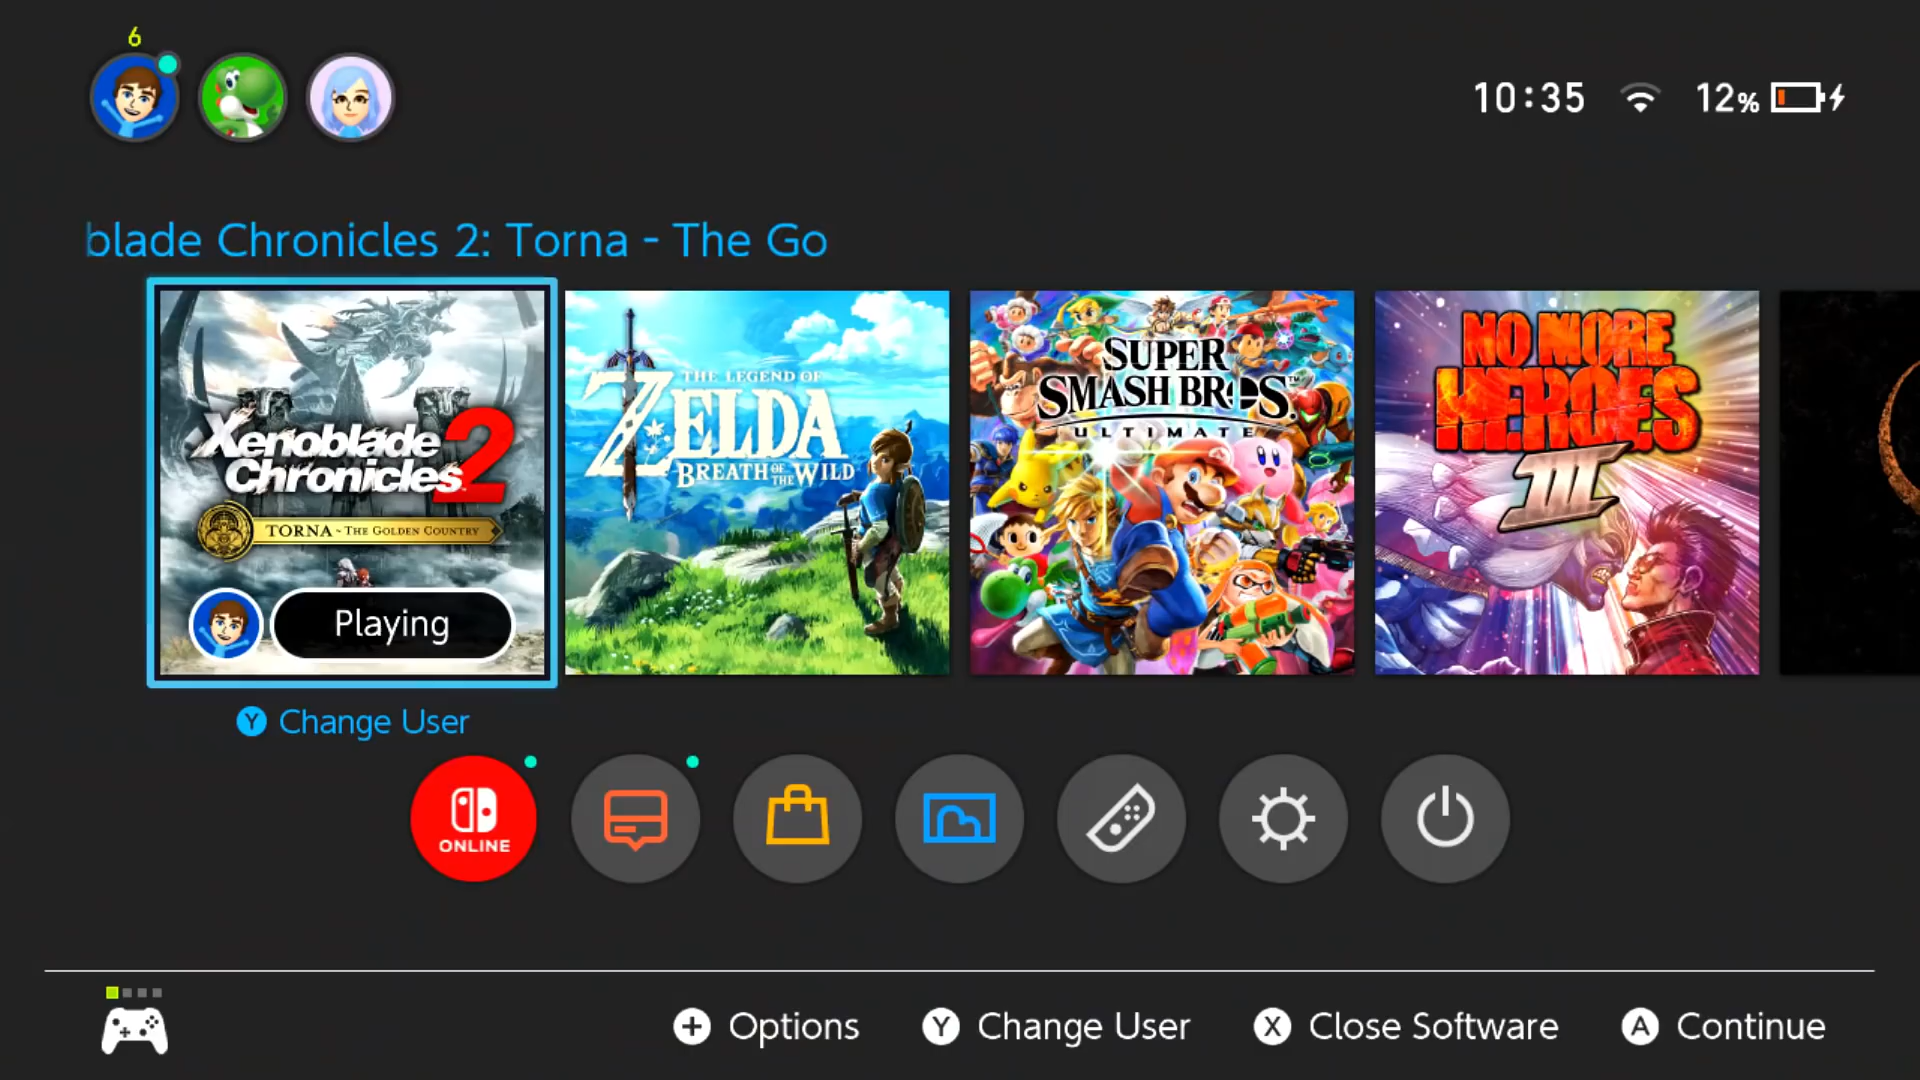 6
10:35
12%
blade Chronicles 2: Torna - The Go
Xenoblade
Chronicles 2
TORNA ~ THE GOLDEN COUNTRY
Playing
THE LEGEND OF
ZELDA
BREATH OF THE WILD
SUPER
SMASH BROS.™
ULTIMATE
NO MORE
HEROES
III
Y Change User
ONLINE
+ Options
Y Change User
X Close Software
A Continue